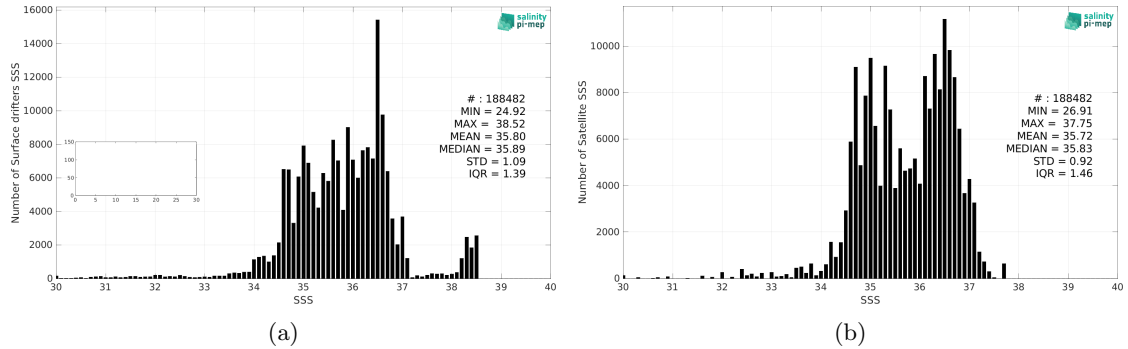 16000
14000
12000
10000
8000
6000
4000
2000
0
Number of Surface drifters SSS
salinity
pi-mep
# : 188482
MIN = 24.92
MAX = 38.52
MEAN = 35.80
MEDIAN = 35.89
STD = 1.09
IQR = 1.39
150
100
50
0
0 5 10 15 20 25 30
30 31 32 33 34 35 36 37 38 39 40
SSS
(a)
10000
8000
6000
4000
2000
0
Number of Satellite SSS
salinity
pi-mep
# : 188482
MIN = 26.91
MAX = 37.75
MEAN = 35.72
MEDIAN = 35.83
STD = 0.92
IQR = 1.46
30 31 32 33 34 35 36 37 38 39 40
SSS
(b)